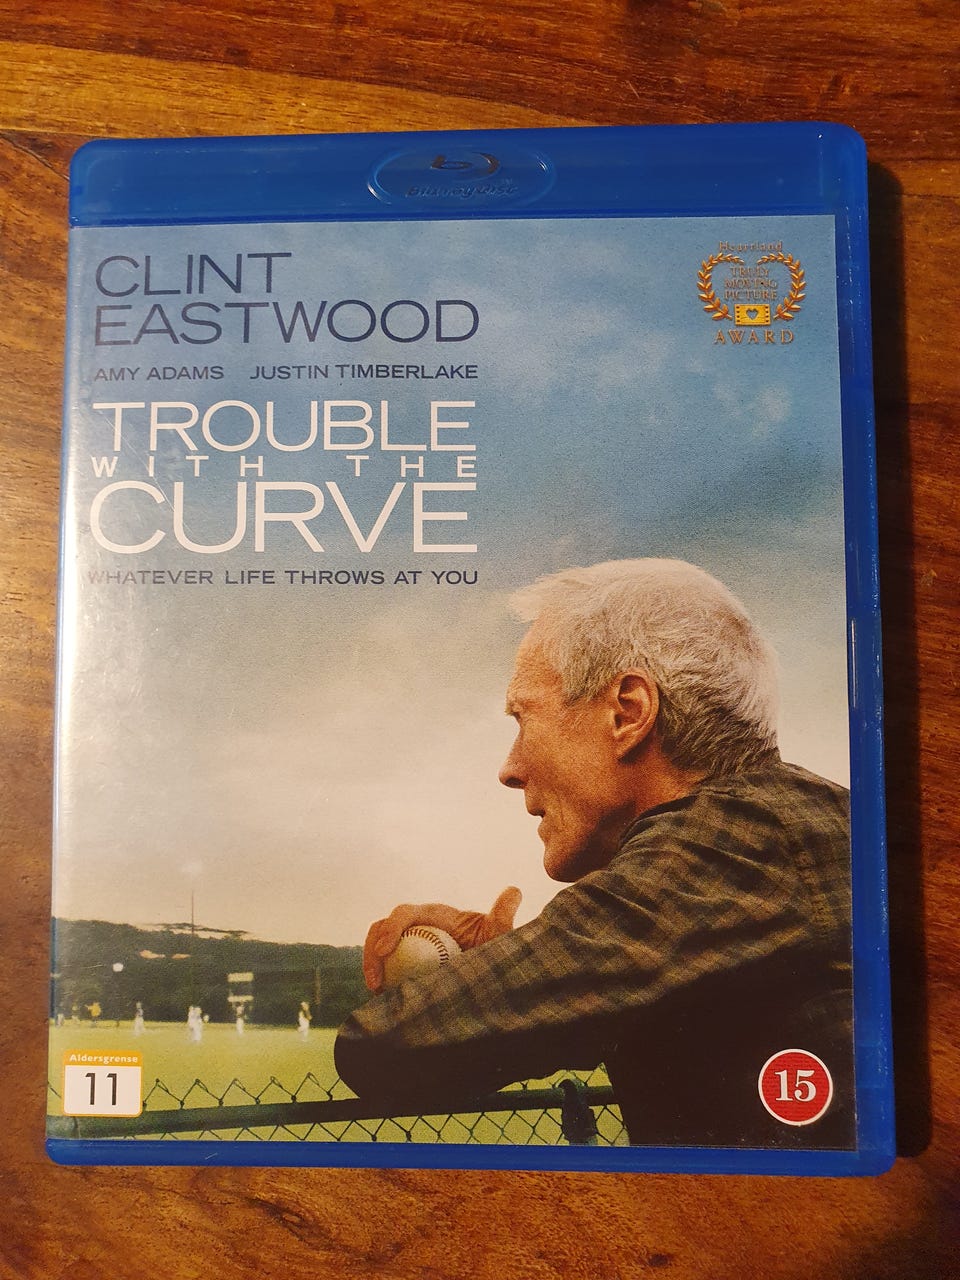 Blu-ray Disc
CLINT
EASTWOOD
AMY ADAMS JUSTIN TIMBERLAKE
TROUBLE
WITH THE
CURVE
WHATEVER LIFE THROWS AT YOU
Heartland
TRULY
MOVING
PICTURE
AWARD
Aldersgrense
11
15